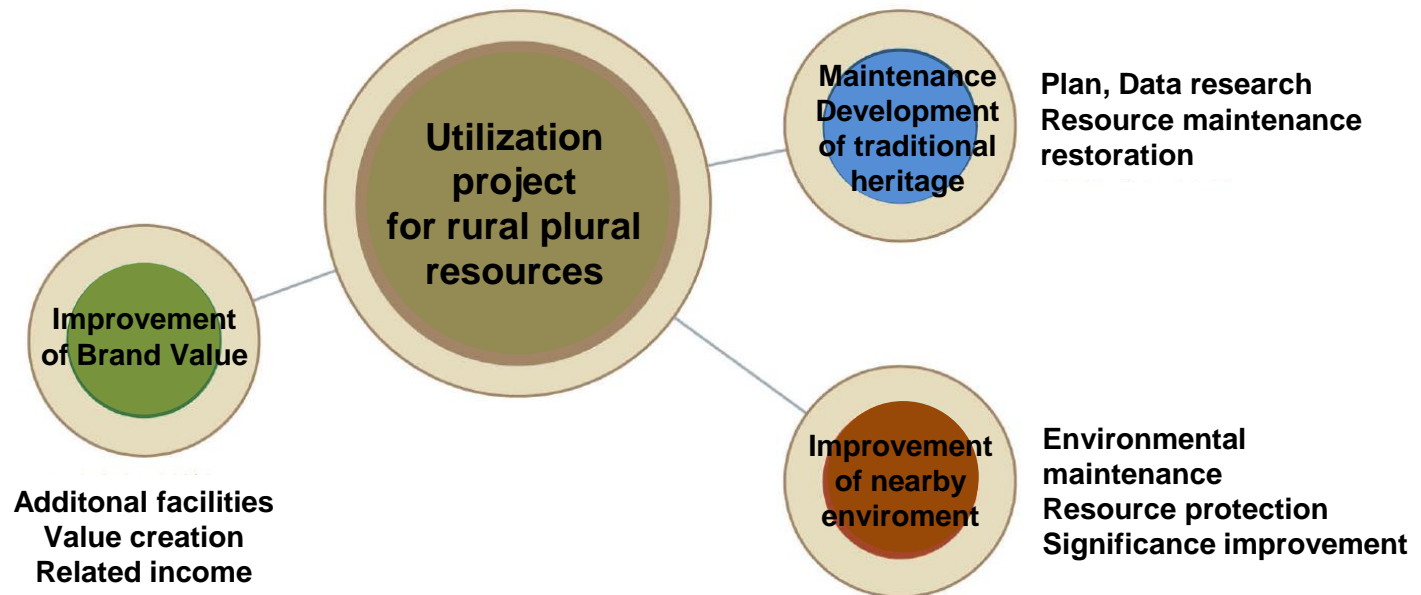 Utilization
project
for rural plural
resources
Maintenance
Development
of traditional
heritage
Plan, Data research
Resource maintenance
restoration
Improvement
of Brand Value
Additonal facilities
Value creation
Related income
Improvement
of nearby
enviroment
Environmental
maintenance
Resource protection
Significance improvement